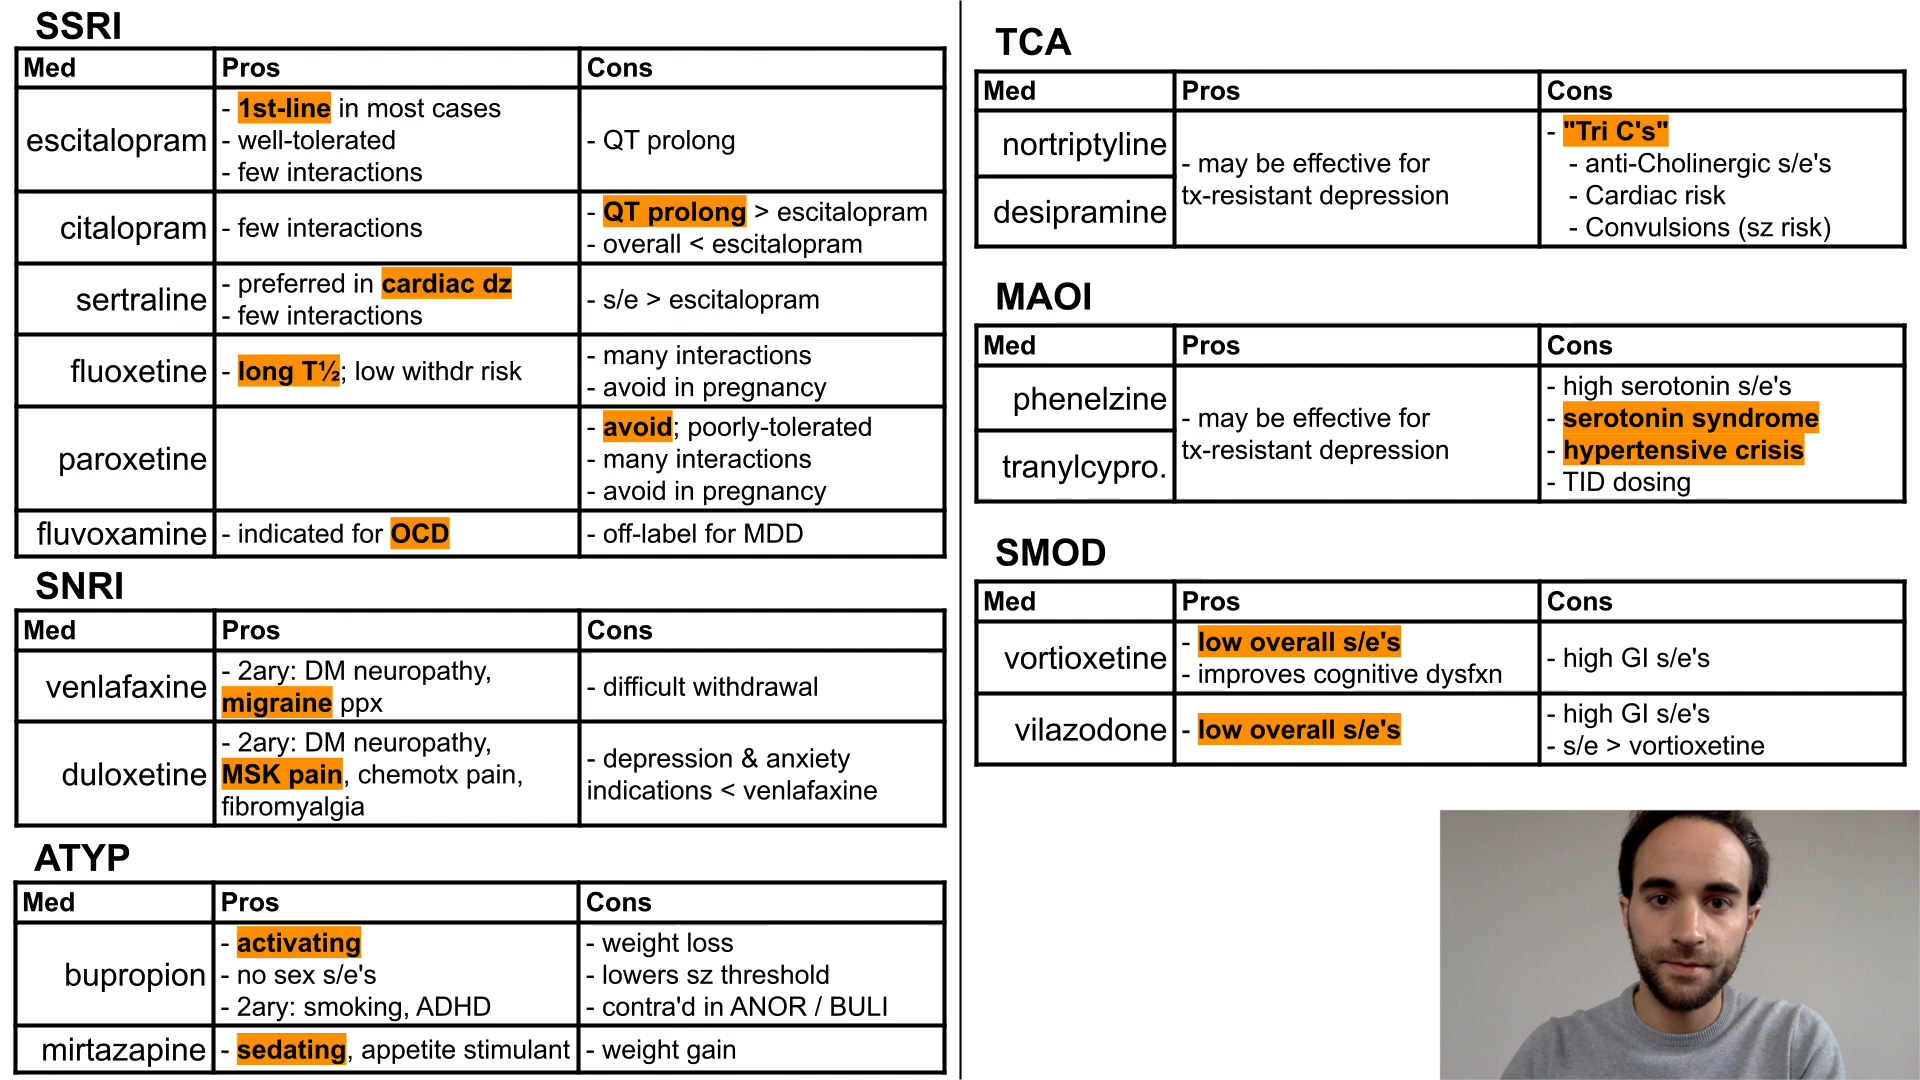 SSRI
Med Pros Cons
escitalopram
- 1st-line in most cases
- well-tolerated
- few interactions
- QT prolong
citalopram
- few interactions
- QT prolong > escitalopram
- overall < escitalopram
sertraline
- preferred in cardiac dz
- few interactions
- s/e > escitalopram
fluoxetine
- long T½; low withdr risk
- many interactions
- avoid in pregnancy
paroxetine
- avoid; poorly-tolerated
- many interactions
- avoid in pregnancy
fluvoxamine
- indicated for OCD
- off-label for MDD
SNRI
Med Pros Cons
venlafaxine
- 2ary: DM neuropathy,
migraine ppx
- difficult withdrawal
duloxetine
- 2ary: DM neuropathy,
MSK pain, chemotx pain,
fibromyalgia
- depression & anxiety
indications < venlafaxine
ATYP
Med Pros Cons
bupropion
- activating
- no sex s/e's
- 2ary: smoking, ADHD
- weight loss
- lowers sz threshold
- contra'd in ANOR / BULI
mirtazapine
- sedating, appetite stimulant
- weight gain
TCA
Med Pros Cons
nortriptyline
desipramine
- may be effective for
tx-resistant depression
- "Tri C's"
- anti-Cholinergic s/e's
- Cardiac risk
- Convulsions (sz risk)
MAOI
Med Pros Cons
phenelzine
tranylcypro.
- may be effective for
tx-resistant depression
- high serotonin s/e's
- serotonin syndrome
- hypertensive crisis
- TID dosing
SMOD
Med Pros Cons
vortioxetine
- low overall s/e's
- improves cognitive dysfxn
- high GI s/e's
vilazodone
- low overall s/e's
- high GI s/e's
- s/e > vortioxetine